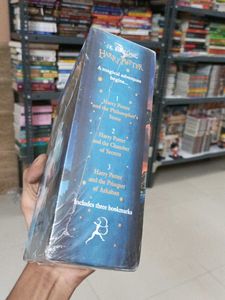 J.K. ROWLING
HARRY POTTER
A magical adventure
begins...
1
Harry Potter
and the Philosopher's
Stone
2
Harry Potter
and the Chamber
of Secrets
3
Harry Potter
and the Prisoner of
Azkaban
Includes three bookmarks